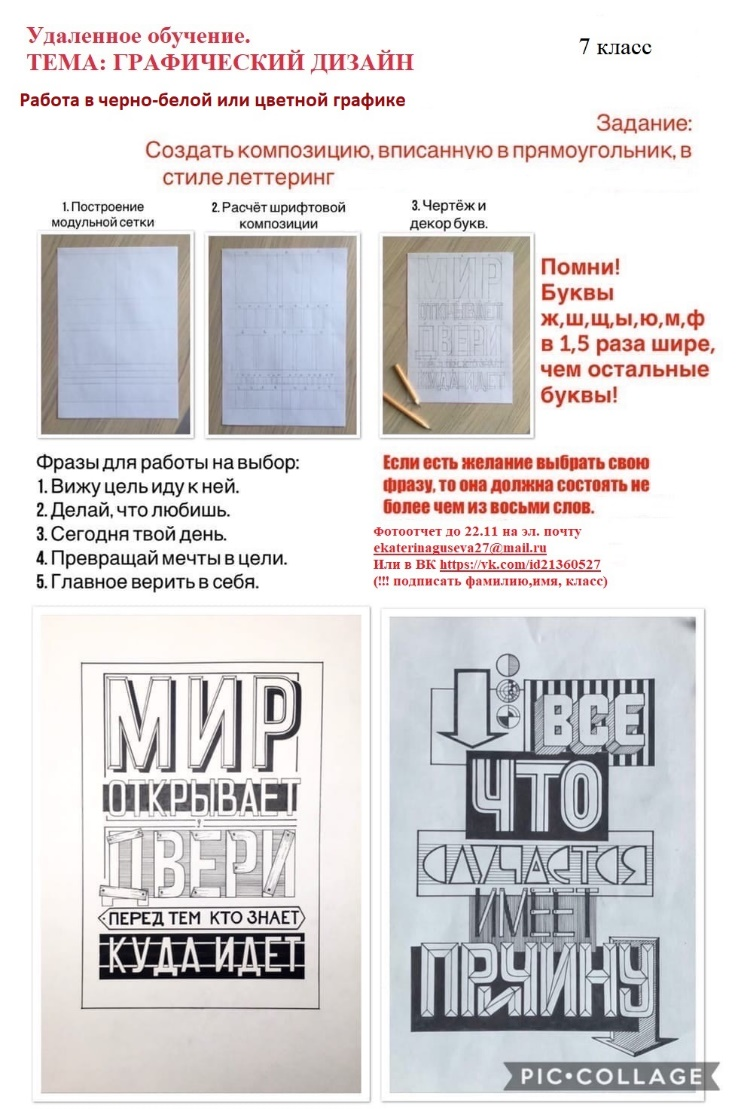 Удаленное обучение.
ТЕМА: ГРАФИЧЕСКИЙ ДИЗАЙН
7 класс
Работа в черно-белой или цветной графике
Задание:
Создать композицию, вписанную в прямоугольник, в
стиле леттеринг
1. Построение
модульной сетки
2. Расчёт шрифтовой
композиции
3. Чертёж и
декор букв.
МИР
ОТКРЫВАЕТ
ДВЕРИ
КУДА ИДЕТ
Помни!
Буквы
ж,ш,щ,ы,ю,м,ф
в 1,5 раза шире,
чем остальные
буквы!
Фразы для работы на выбор:
1. Вижу цель иду к ней.
2. Делай, что любишь.
3. Сегодня твой день.
4. Превращай мечты в цели.
5. Главное верить в себя.
Если есть желание выбрать свою
фразу, то она должна состоять не
более чем из восьми слов.
Фотоотчет до 22.11 на эл. почту
ekaterinaguseva27@mail.ru
Или в ВК https://vk.com/id21360527
(!!! подписать фамилию,имя, класс)
МИР
ОТКРЫВАЕТ
ДВЕРИ
ПЕРЕД ТЕМ КТО ЗНАЕТ
КУДА ИДЕТ
ВСЕ
ЧТО
СЛУЧАЕТСЯ
ИМЕЕТ
ПРИЧИНУ
PIC•COLLAGE